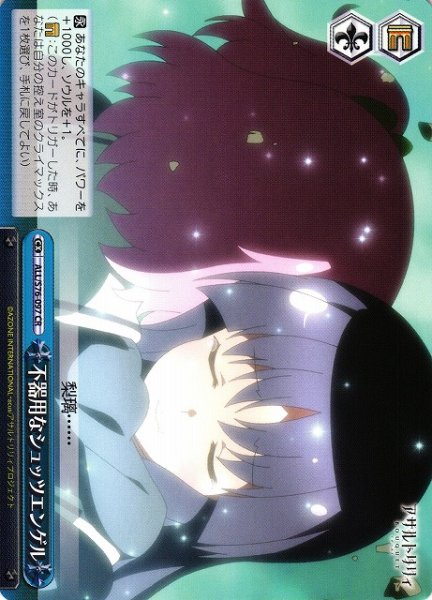 【永】 あなたのキャラすべてに、パワーを
+1000し、ソウルを+1。
(:このカードがトリガーした時、あ
なたは自分の控え室のクライマックス
を1枚選び、手札に戻してよい)
梨璃……
CX
不器用なシュッツエンゲル
©AZONE INTERNATIONAL・acus/アサルトリリィプロジェクト
アサルトリリィ
BOUQUET